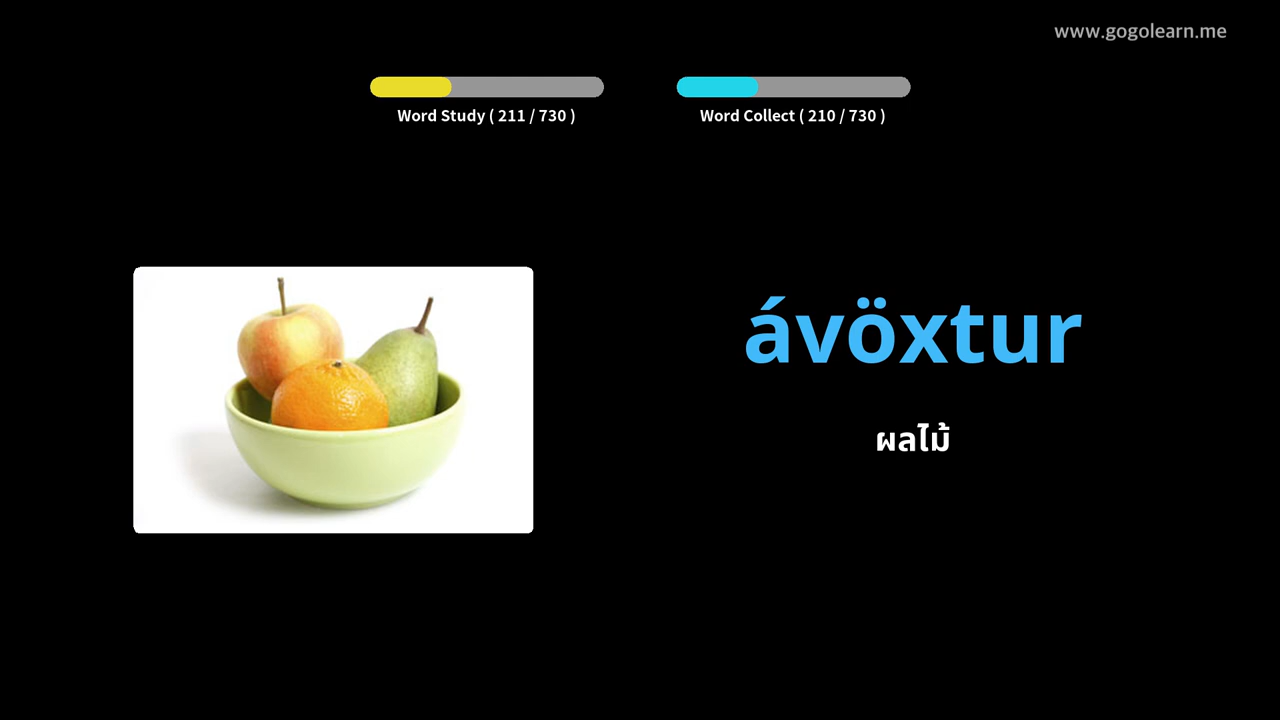 www.gogolearn.me
Word Study ( 211 / 730 )
Word Collect ( 210 / 730 )
ávöxtur
ผลไม้